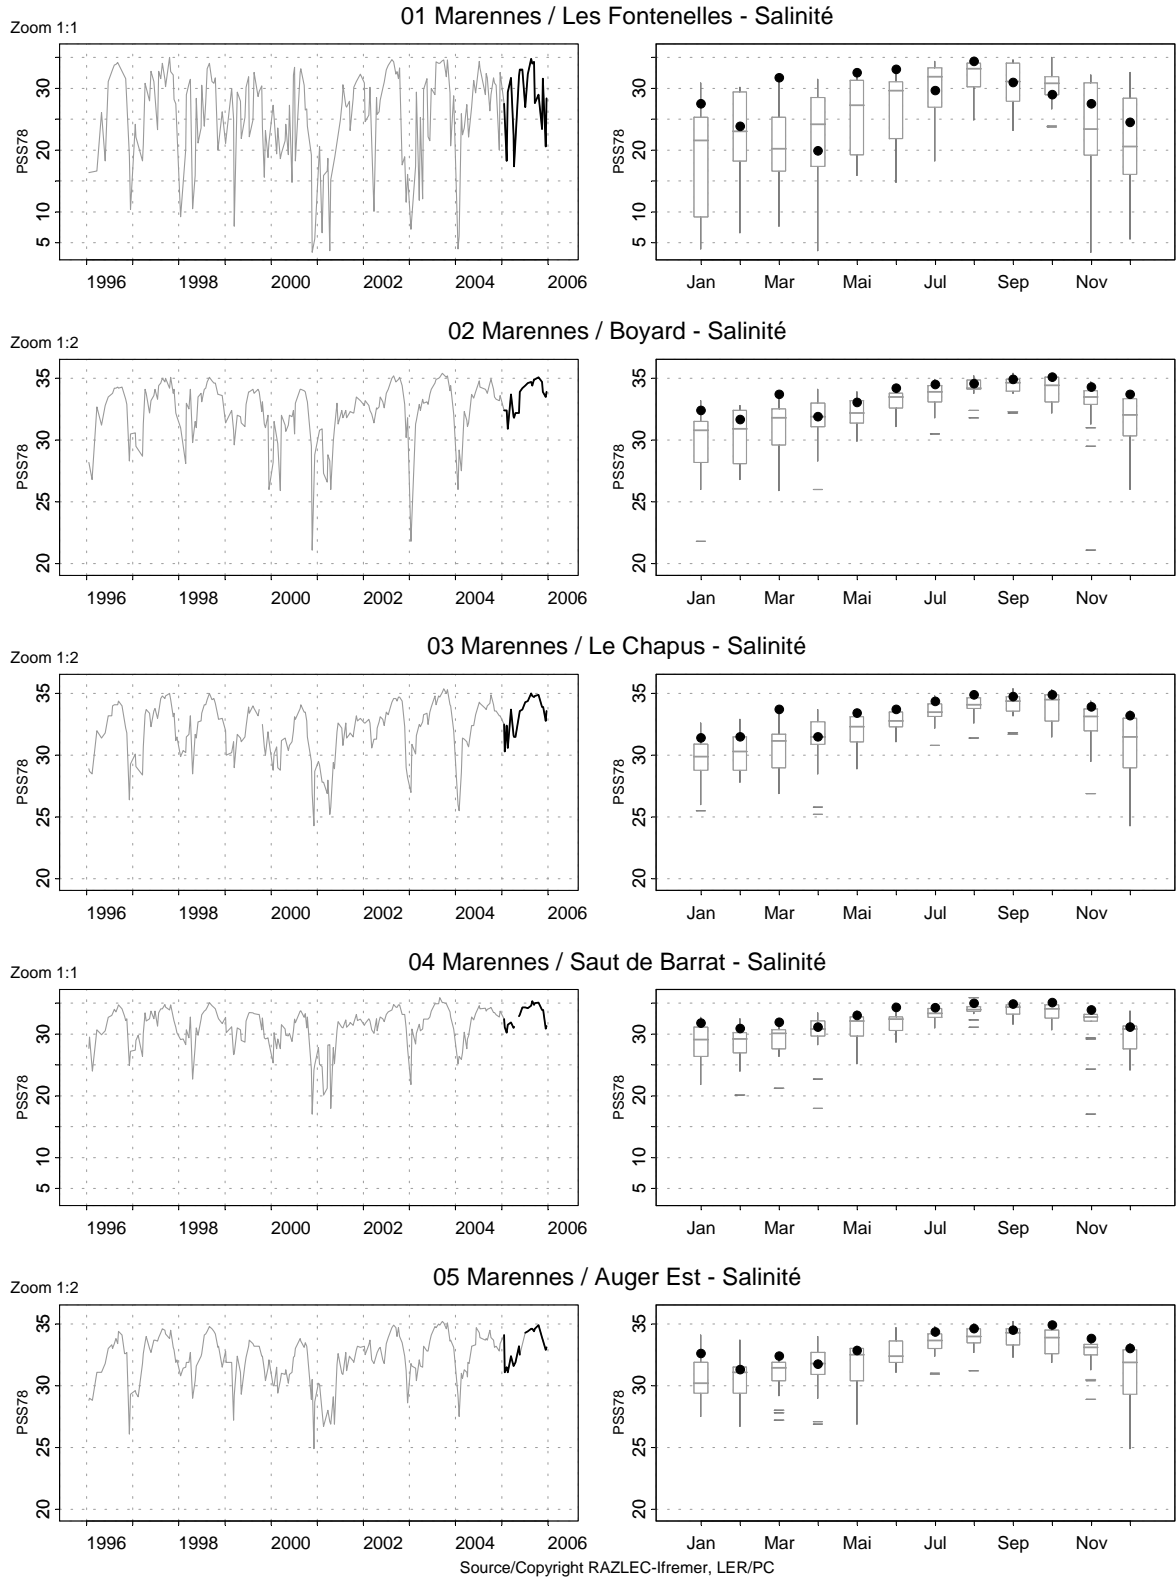 01 Marennes / Les Fontenelles - Salinité
Zoom 1:1
PSS78
5 10 20 30
1996 1998 2000 2002 2004 2006
PSS78
5 10 20 30
Jan Mar Mai Jul Sep Nov
02 Marennes / Boyard - Salinité
Zoom 1:2
PSS78
20 25 30 35
1996 1998 2000 2002 2004 2006
PSS78
20 25 30 35
Jan Mar Mai Jul Sep Nov
03 Marennes / Le Chapus - Salinité
Zoom 1:2
PSS78
20 25 30 35
1996 1998 2000 2002 2004 2006
PSS78
20 25 30 35
Jan Mar Mai Jul Sep Nov
04 Marennes / Saut de Barrat - Salinité
Zoom 1:1
PSS78
5 10 20 30
1996 1998 2000 2002 2004 2006
PSS78
5 10 20 30
Jan Mar Mai Jul Sep Nov
05 Marennes / Auger Est - Salinité
Zoom 1:2
PSS78
20 25 30 35
1996 1998 2000 2002 2004 2006
PSS78
20 25 30 35
Jan Mar Mai Jul Sep Nov
Source/Copyright RAZLEC-Ifremer, LER/PC